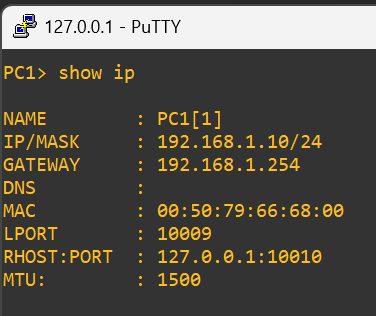 127.0.0.1 - PuTTY
PC1> show ip
NAME        : PC1[1]
IP/MASK     : 192.168.1.10/24
GATEWAY     : 192.168.1.254
DNS         :
MAC         : 00:50:79:66:68:00
LPORT       : 10009
RHOST:PORT  : 127.0.0.1:10010
MTU:        : 1500